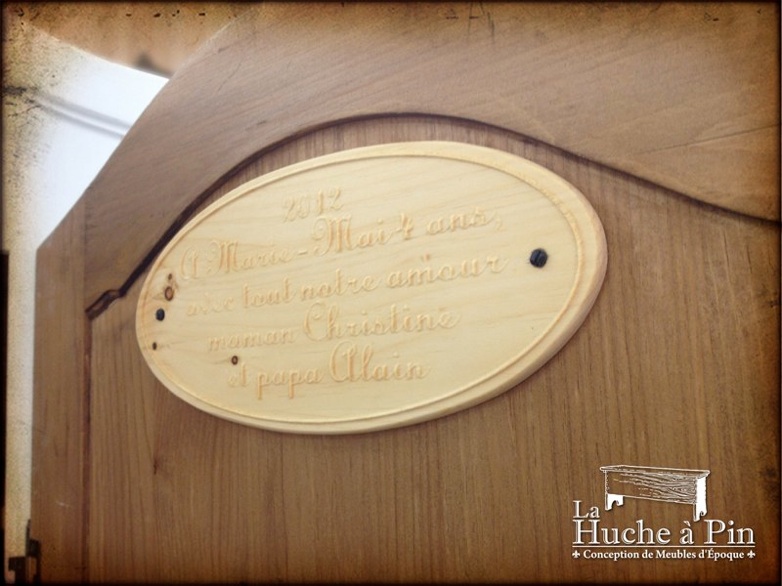 2012
A Marie-Mai 4 ans,
avec tout notre amour
maman Christine
et papa Alain
La
Huche à Pin
Conception de Meubles d'Époque